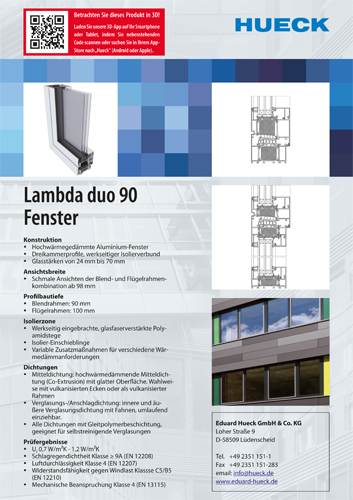 Betrachten Sie dieses Produkt in 3D!
Laden Sie unsere 3D-App auf Ihr Smartphone
oder Tablet, indem Sie nebenstehenden
Code scannen oder suchen Sie in Ihrem App-
Store nach „Hueck" (Android oder Apple).
HUECK
Lambda duo 90
Fenster
Konstruktion
• Hochwärmegedämmte Aluminium-Fenster
• Dreikammerprofile, werkseitiger Isolierverbund
• Glasstärken von 24 mm bis 70 mm
Ansichtsbreite
• Schmale Ansichten der Blend- und Flügelrahmen-
kombination ab 98 mm
Profilbautiefe
• Blendrahmen: 90 mm
• Flügelrahmen: 100 mm
Isolierzone
• Werkseitig eingebrachte, glasfaserverstärkte Poly-
amidstege
• Isolier-Einschieblinge
• Variable Zusatzmaßnahmen für verschiedene Wär-
medämmanforderungen
Dichtungen
• Mitteldichtung: hochwärmedämmende Mitteldich-
tung (Co-Extrusion) mit glatter Oberfläche. Wahlwei-
se mit vulkanisierten Ecken oder als vulkanisierter
Rahmen
• Verglasungs-/Anschlagdichtung: innere und äu-
ßere Verglasungsdichtung mit Fahnen, umlaufend
einziehbar.
• Alle Dichtungen mit Gleitpolymerbeschichtung,
geeignet für selbstreinigende Verglasungen
Prüfergebnisse
• U, 0,7 W/m²K - 1,2 W/m²K
• Schlagregendichtheit Klasse ≥ 9A (EN 12208)
• Luftdurchlässigkeit Klasse 4 (EN 12207)
• Widerstandsfähigkeit gegen Windlast Klassse C5/B5
(EN 12210)
• Mechanische Beanspruchung Klasse 4 (EN 13115)
Eduard Hueck GmbH & Co. KG
Loher Straße 9
D-58509 Lüdenscheid
Tel. +49 2351 151-1
Fax +49 2351 151-283
email info@hueck.de
www.eduard-hueck.de